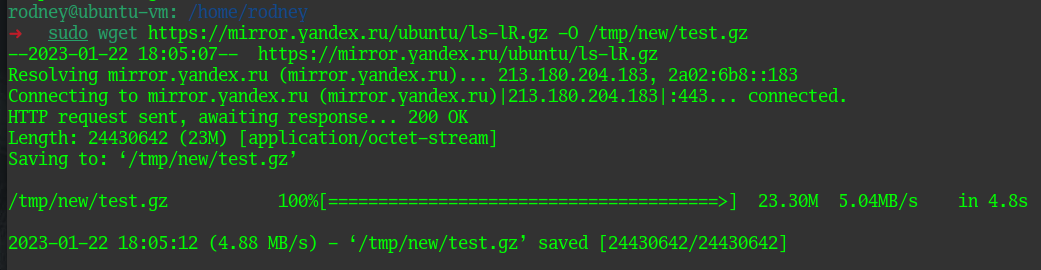 rodney@ubuntu-vm: /home/rodney
→ sudo wget https://mirror.yandex.ru/ubuntu/ls-lR.gz -O /tmp/new/test.gz
--2023-01-22 18:05:07--  https://mirror.yandex.ru/ubuntu/ls-lR.gz
Resolving mirror.yandex.ru (mirror.yandex.ru)... 213.180.204.183, 2a02:6b8::183
Connecting to mirror.yandex.ru (mirror.yandex.ru)|213.180.204.183|:443... connected.
HTTP request sent, awaiting response... 200 OK
Length: 24430642 (23M) [application/octet-stream]
Saving to: ‘/tmp/new/test.gz’
/tmp/new/test.gz 100%[=======================================>] 23.30M 5.04MB/s in 4.8s
2023-01-22 18:05:12 (4.88 MB/s) - ‘/tmp/new/test.gz’ saved [24430642/24430642]